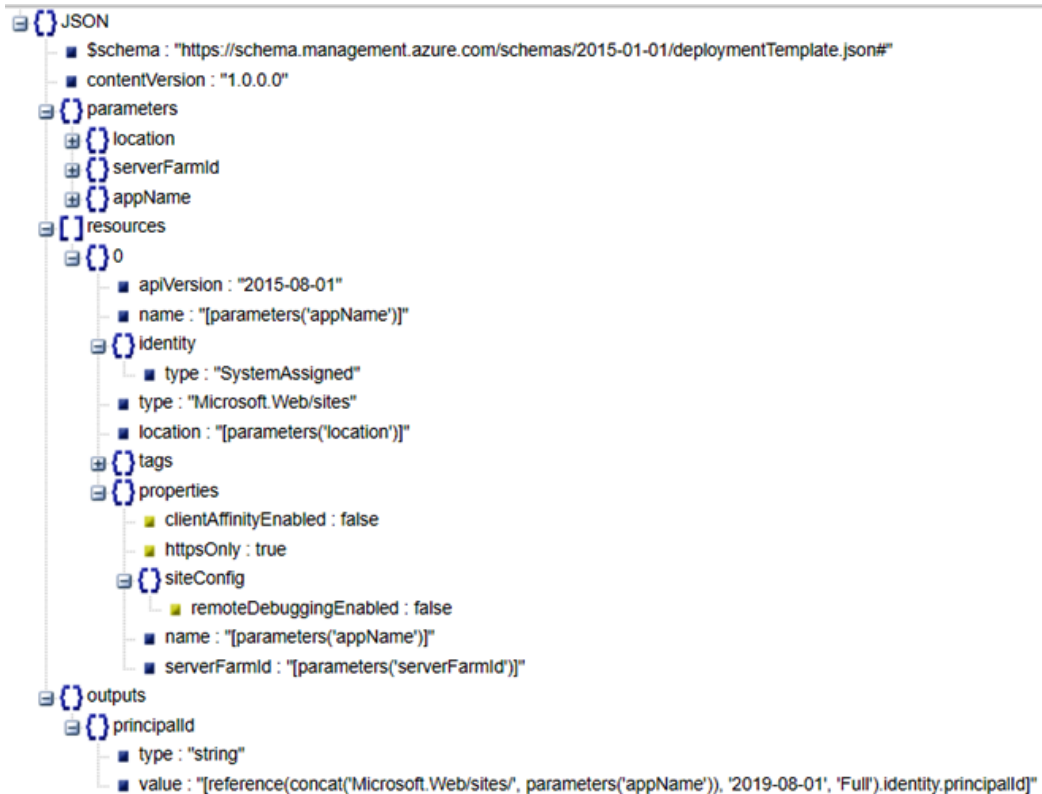 JSON
$schema : "https://schema.management.azure.com/schemas/2015-01-01/deploymentTemplate.json#"
contentVersion : "1.0.0.0"
parameters
location
serverFarmId
appName
resources
0
apiVersion : "2015-08-01"
name : "[parameters('appName')]"
identity
type : "SystemAssigned"
type : "Microsoft.Web/sites"
location : "[parameters('location')]"
tags
properties
clientAffinityEnabled : false
httpsOnly : true
siteConfig
remoteDebuggingEnabled : false
name : "[parameters('appName')]"
serverFarmId : "[parameters('serverFarmId')]"
outputs
principalId
type : "string"
value : "[reference(concat('Microsoft.Web/sites/', parameters('appName')), '2019-08-01', 'Full').identity.principalId]"